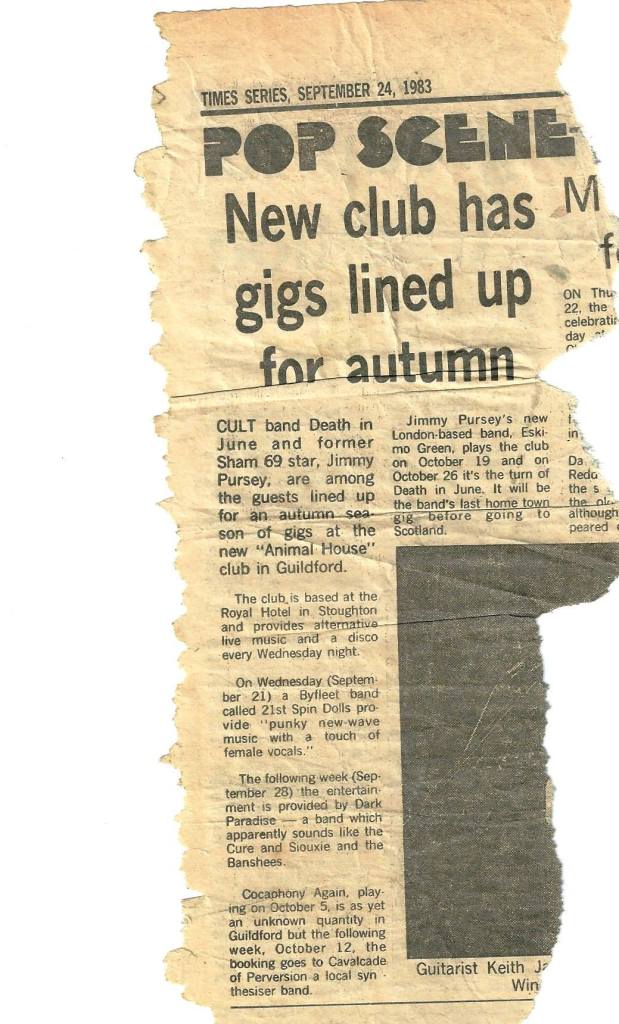 TIMES SERIES, SEPTEMBER 24, 1983
POP SCENE
New club has
gigs lined up
for autumn
CULT band Death in
June and former
Sham 69 star, Jimmy
Pursey, are among
the guests lined up
for an autumn sea-
son of gigs at the
new "Animal House"
club in Guildford.
The club is based at the
Royal Hotel in Stoughton
and provides alternative
live music and a disco
every Wednesday night.
On Wednesday (Septem-
ber 21) a Byfleet band
called 21st Spin Dolls pro-
vide "punky new-wave
music with a touch of
female vocals."
The following week (Sep-
tember 28) the entertain-
ment is provided by Dark
Paradise — a band which
apparently sounds like the
Cure and Siouxie and the
Banshees.
Cocaphony Again, play-
ing on October 5, is as yet
an unknown quantity in
Guildford but the following
week, October 12, the
booking goes to Cavalcade
of Perversion a local syn-
thesiser band.
Jimmy Pursey's new
London-based band, Eski-
mo Green, plays the club
on October 19 and on
October 26 it's the turn of
Death in June. It will be
the band's last home town
gig before going to
Scotland.
M
f
ON Thu
22, the
celebratin
day
in
Da
Redd
the s
the
although
peared
Guitarist Keith Ja
Win